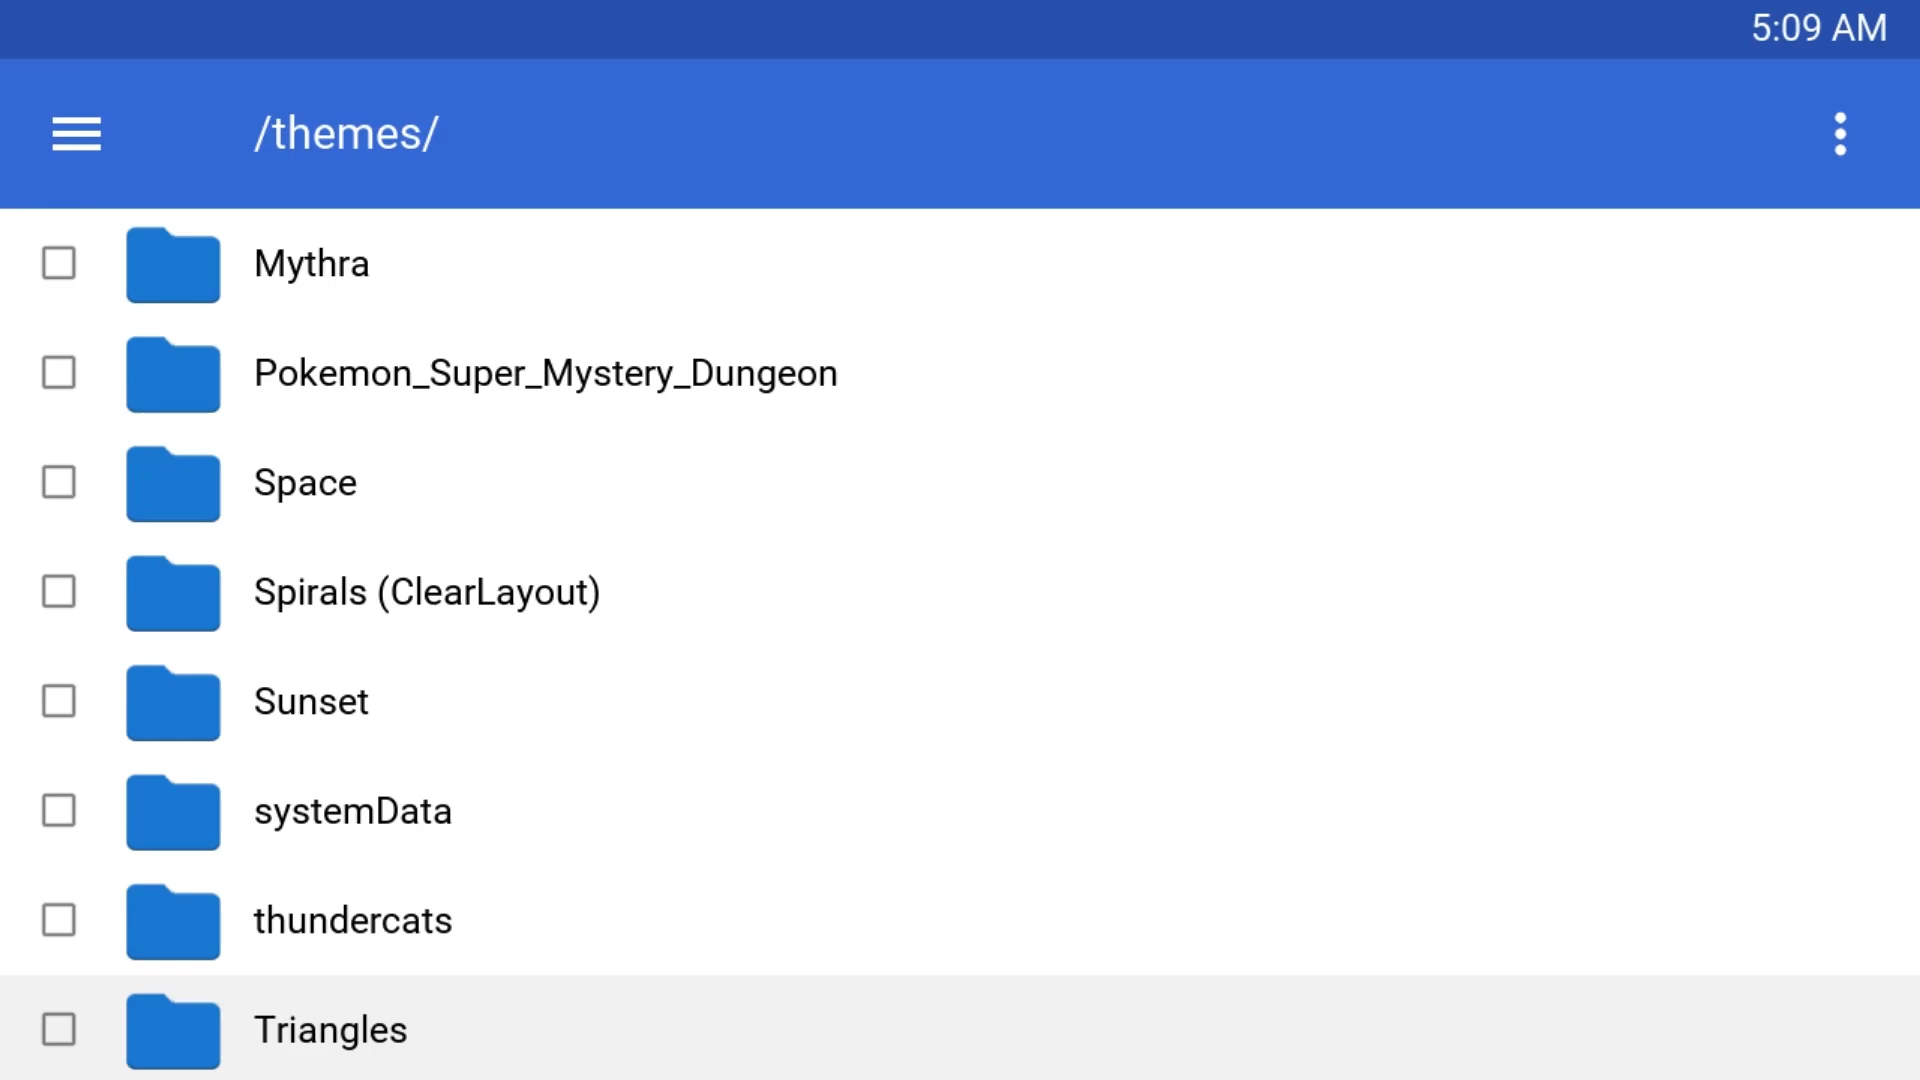 5:09 AM
/themes/
Mythra
Pokemon_Super_Mystery_Dungeon
Space
Spirals (ClearLayout)
Sunset
systemData
thundercats
Triangles